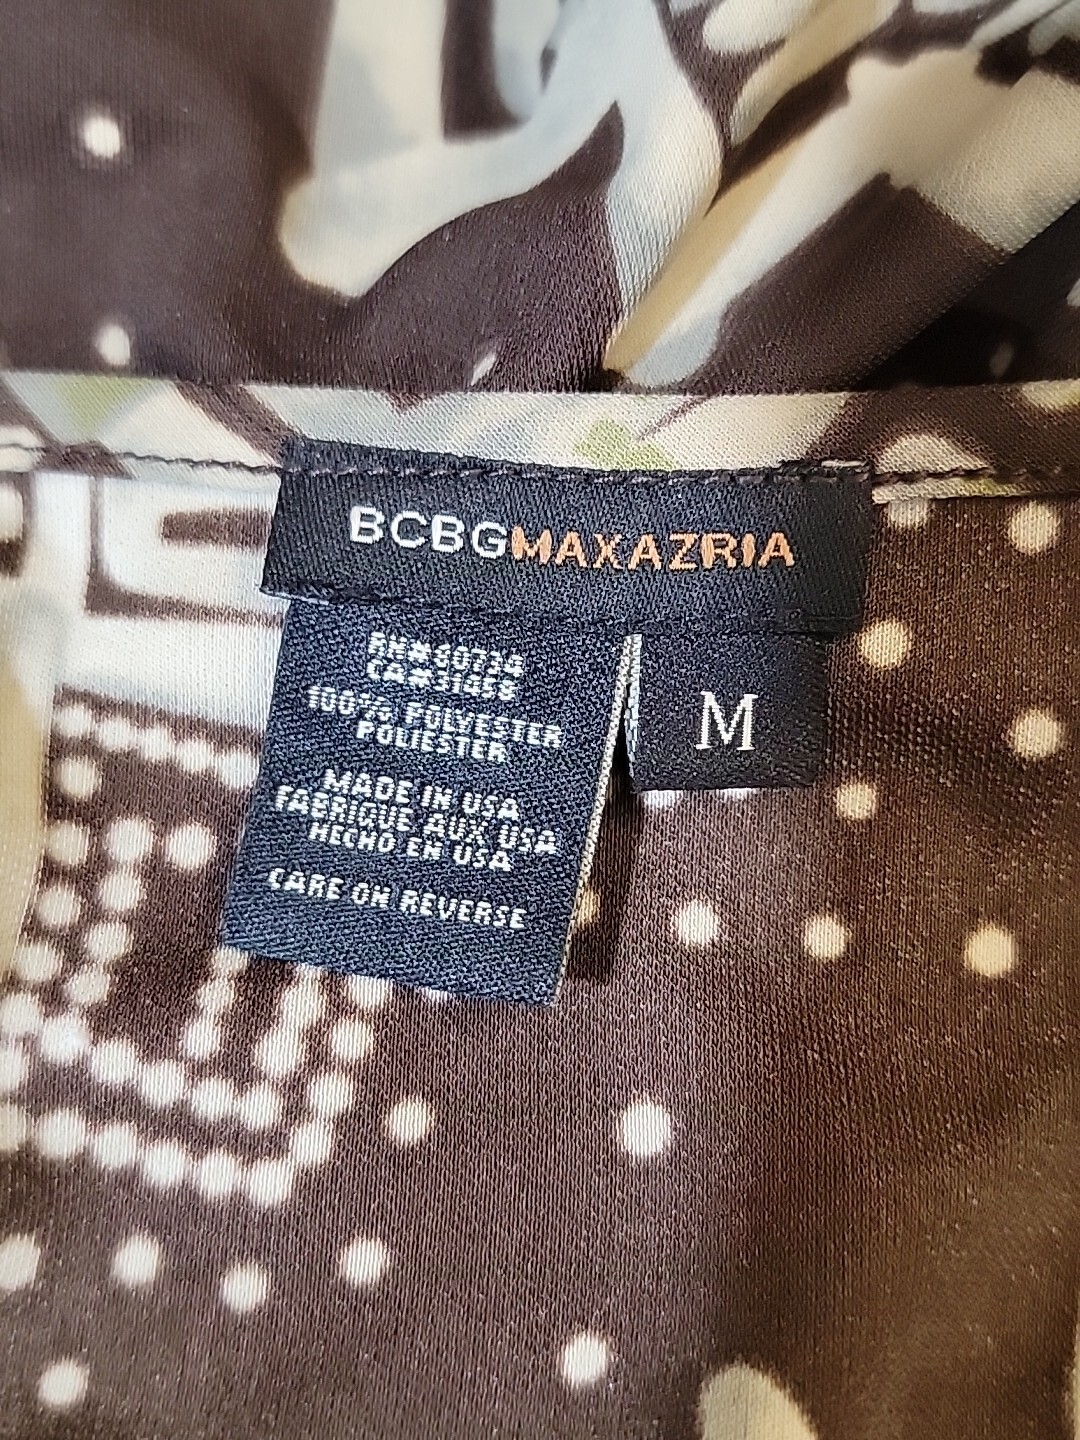 BCBGMAXAZRIA
M
RN#60734
CA#31458
100% POLYESTER
POLIESTER
MADE IN USA
FABRIQUE AUX USA
HECHO EN USA
CARE ON REVERSE